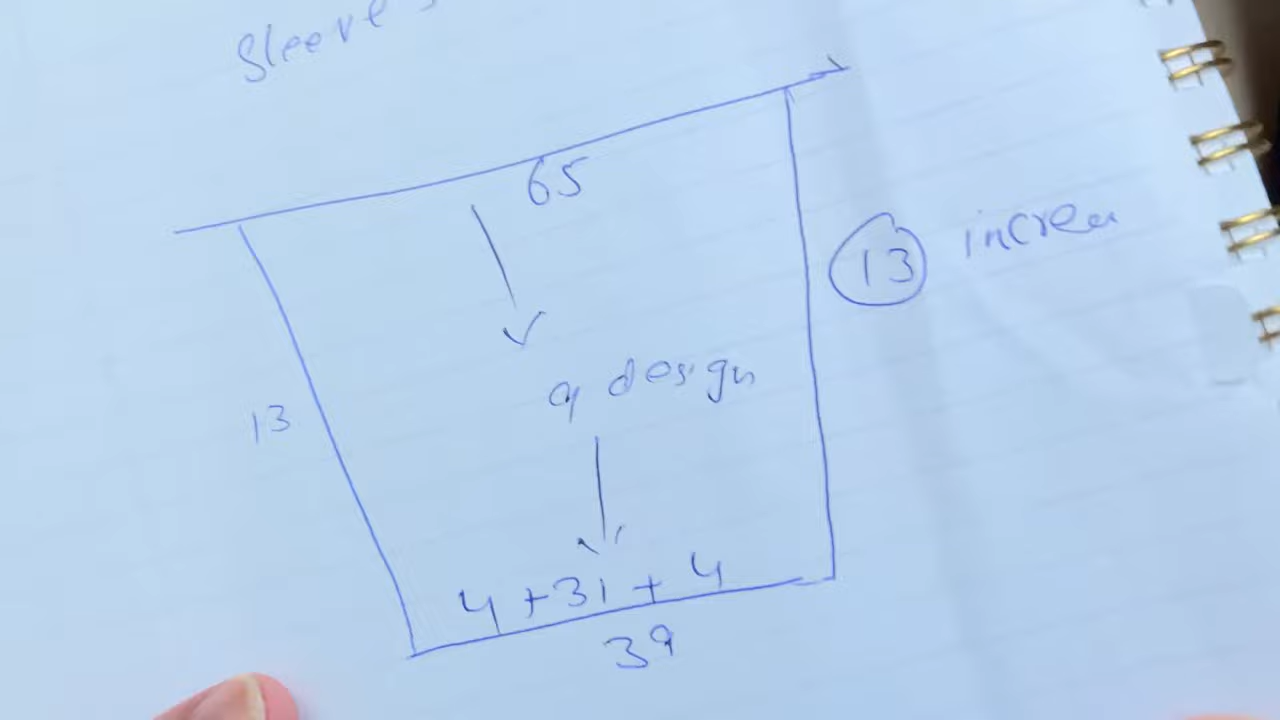 Sleeve
65
13 increa
13
9 design
4 + 31 + 4
39